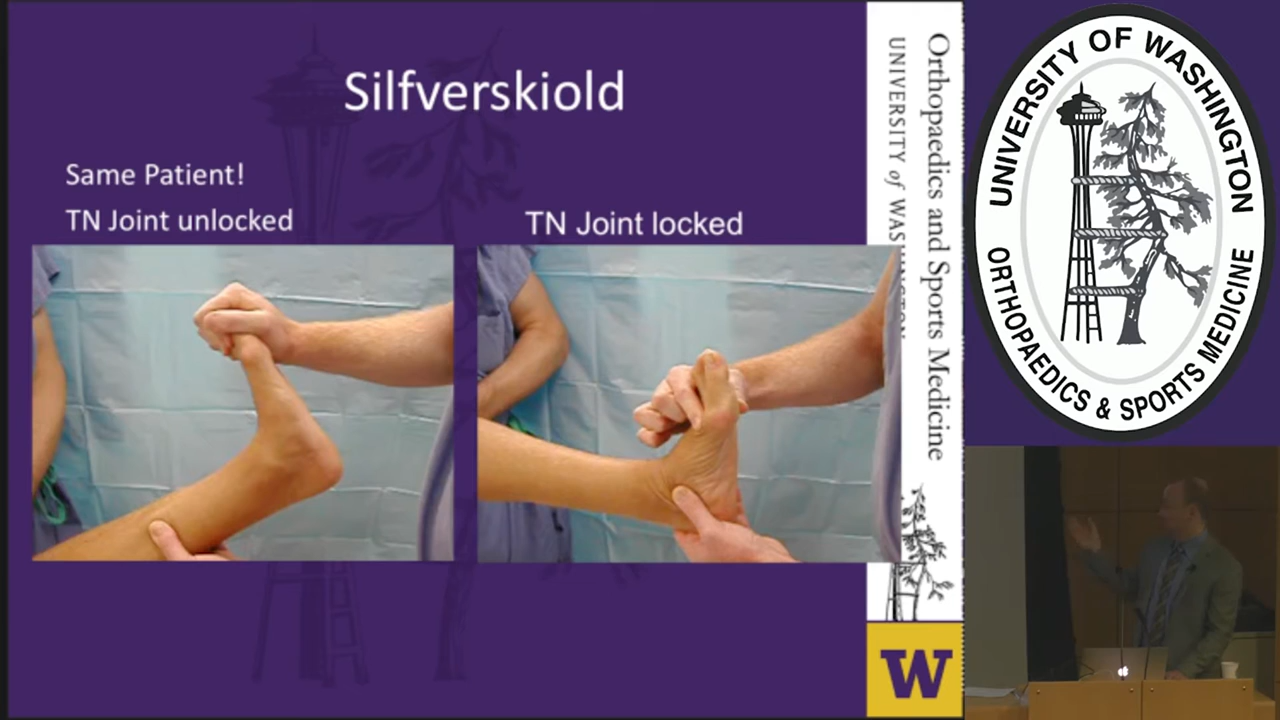 Silfverskiold
Same Patient!
TN Joint unlocked
TN Joint locked
Orthopaedics and Sports Medicine
UNIVERSITY of WASHINGTON
W
UNIVERSITY OF WASHINGTON
ORTHOPAEDICS & SPORTS MEDICINE